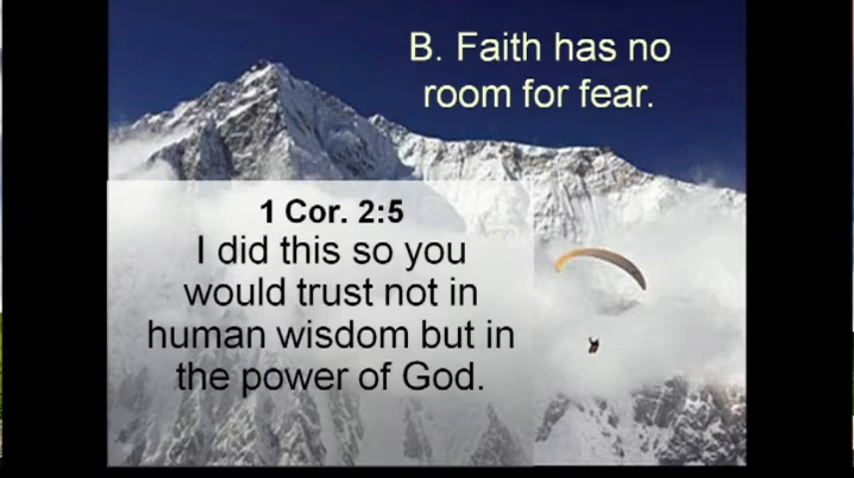 B. Faith has no
room for fear.
1 Cor. 2:5
I did this so you
would trust not in
human wisdom but in
the power of God.